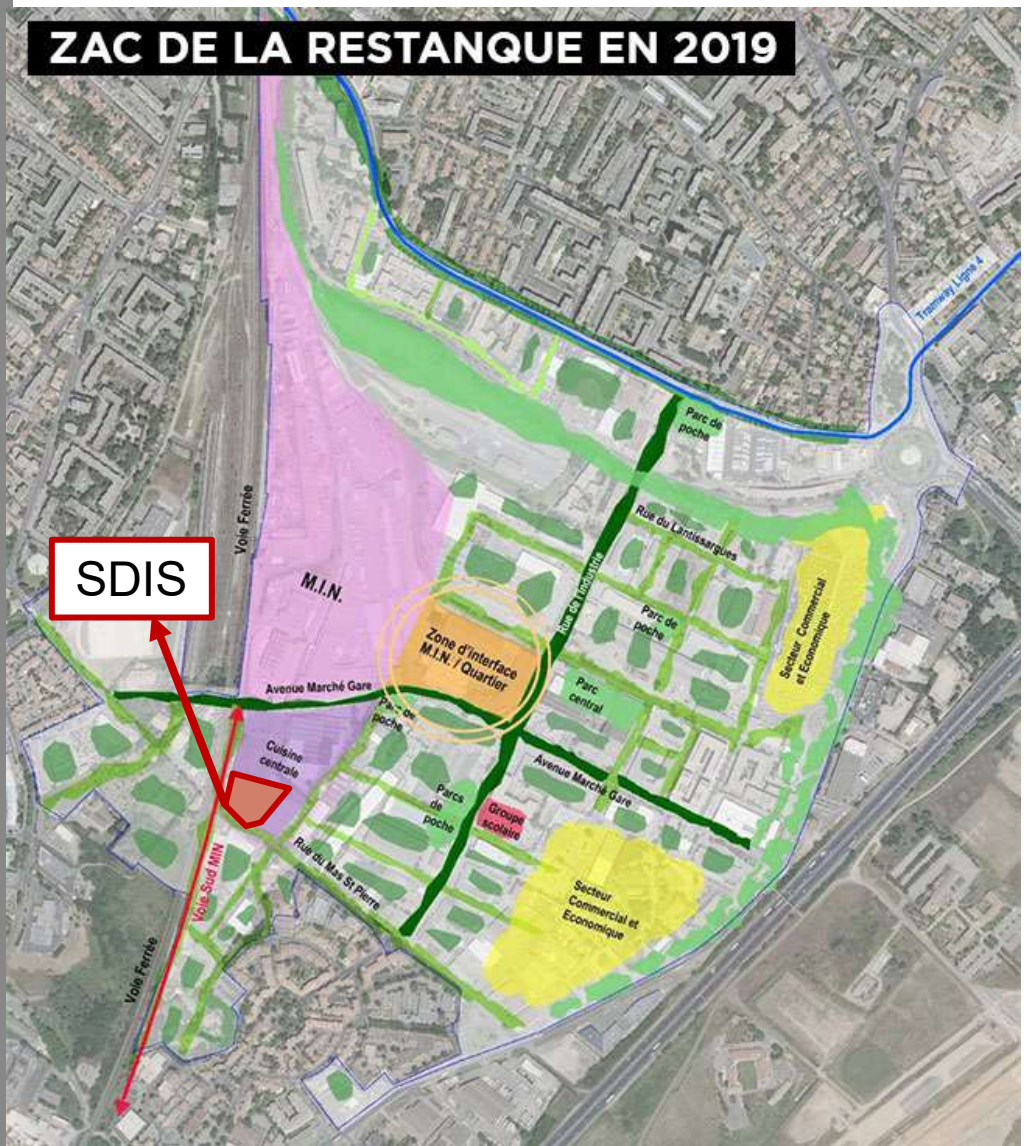 ZAC DE LA RESTANQUE EN 2019
Tramway Ligne 4
Parc de
poche
Voie Ferrée
Rue du Lantissargues
SDIS
M.I.N.
Rue de l'Industrie
Parc de
poche
Secteur Commercial
et Economique
Zone d'interface
M.I.N. / Quartier
Avenue Marché Gare
Parc
central
Parc de
poche
Cuisine
centrale
Avenue Marché Gare
Parcs
de
poche
Groupe
scolaire
Rue du Mas St Pierre
Voie Sud MIN
Secteur
Commercial et
Economique
Voie Ferrée